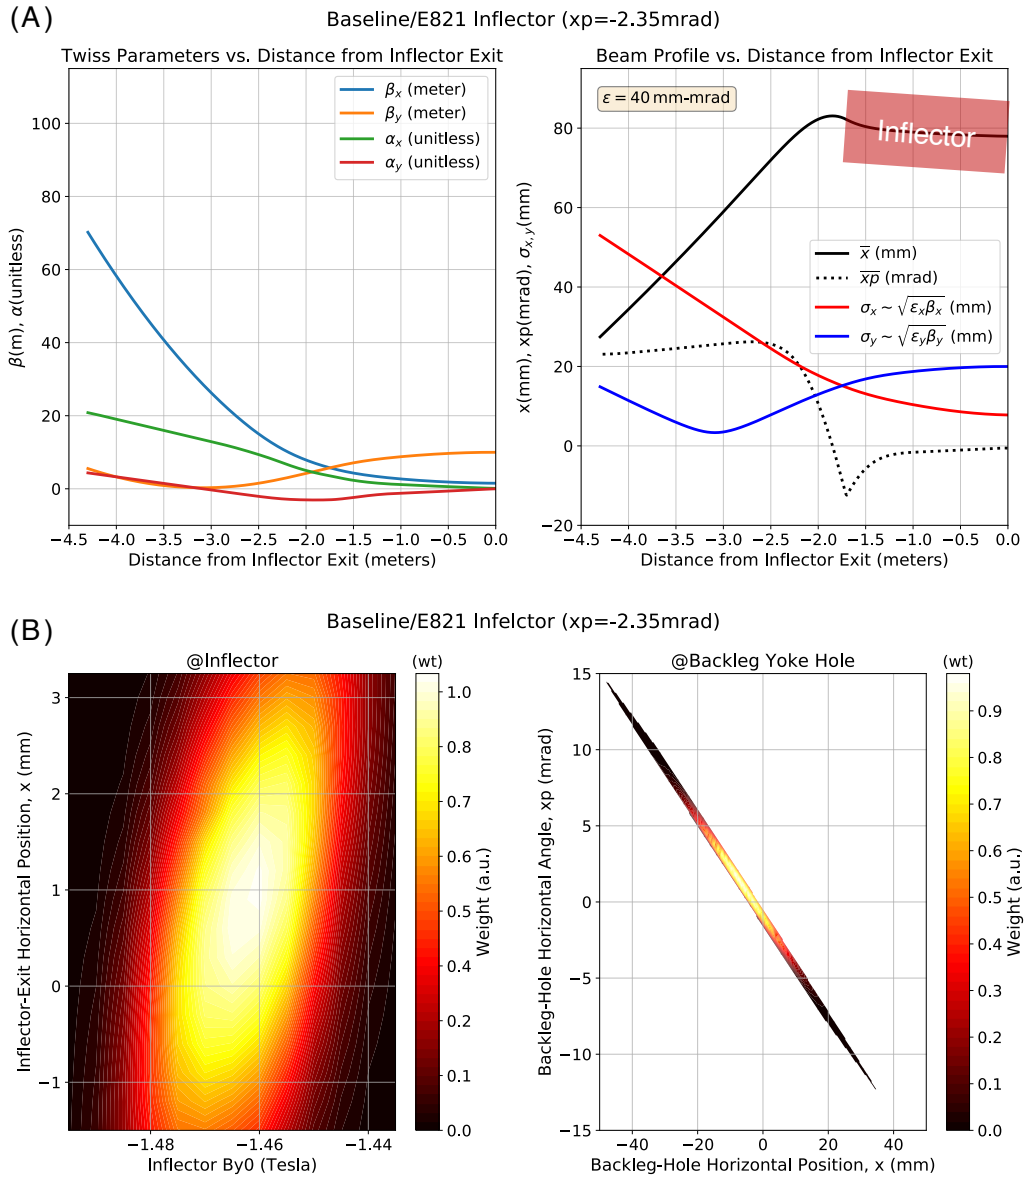 (A)
Baseline/E821 Inflector (xp=-2.35mrad)
Twiss Parameters vs. Distance from Inflector Exit
β(m), α(unitless)
100
80
60
40
20
0
βx (meter)
βy (meter)
αx (unitless)
αy (unitless)
−4.5 −4.0 −3.5 −3.0 −2.5 −2.0 −1.5 −1.0 −0.5 0.0
Distance from Inflector Exit (meters)
Beam Profile vs. Distance from Inflector Exit
x(mm), xp(mrad), σx,y(mm)
80
60
40
20
0
−20
ε = 40 mm-mrad
Inflector
x̅ (mm)
x̅p̅ (mrad)
σx ∼ √εxβx (mm)
σy ∼ √εyβy (mm)
−4.5 −4.0 −3.5 −3.0 −2.5 −2.0 −1.5 −1.0 −0.5 0.0
Distance from Inflector Exit (meters)
(B)
Baseline/E821 Infelctor (xp=-2.35mrad)
@Inflector
(wt)
Inflector-Exit Horizontal Position, x (mm)
3
2
1
0
−1
−1.48 −1.46 −1.44
Inflector By0 (Tesla)
1.0
0.8
0.7
0.6
0.5
0.4
0.2
0.1
0.0
Weight (a.u.)
@Backleg Yoke Hole
(wt)
Backleg-Hole Horizontal Angle, xp (mrad)
15
10
5
0
−5
−10
−15
−40 −20 0 20 40
Backleg-Hole Horizontal Position, x (mm)
0.9
0.8
0.7
0.6
0.5
0.4
0.3
0.2
0.1
0.0
Weight (a.u.)